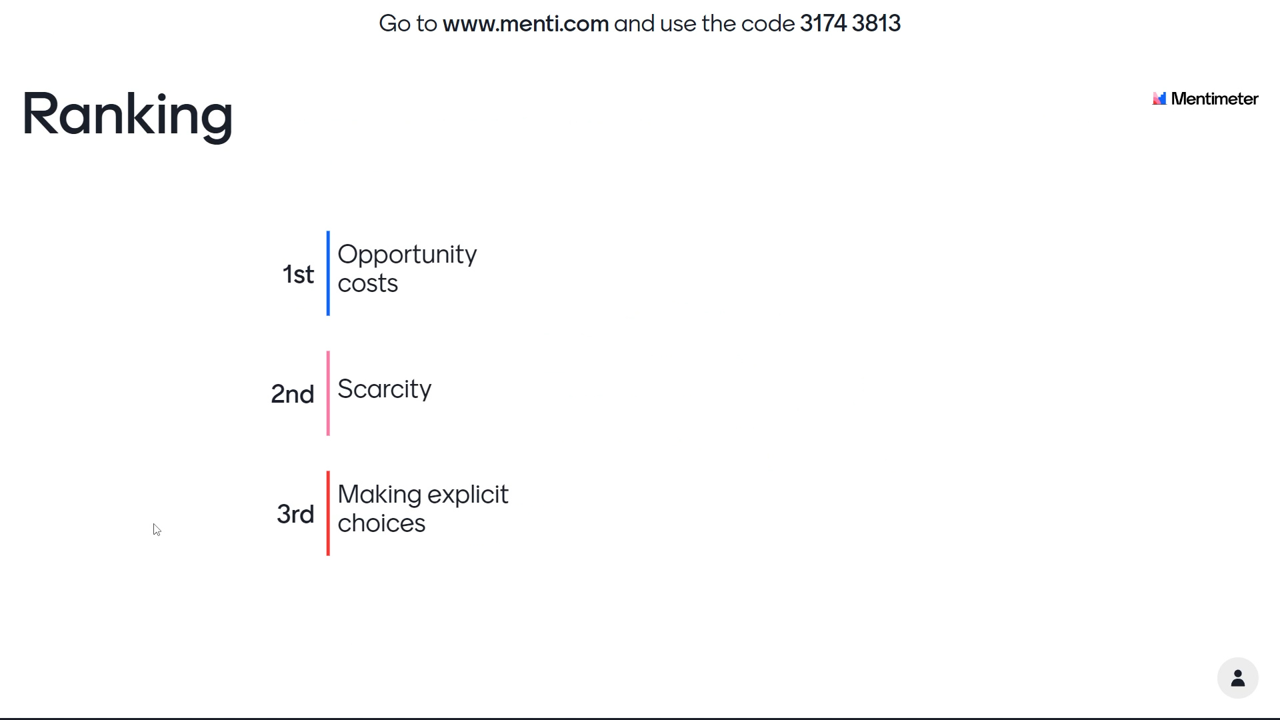 Go to www.menti.com and use the code 3174 3813
Ranking
Mentimeter
1st
Opportunity
costs
2nd
Scarcity
3rd
Making explicit
choices